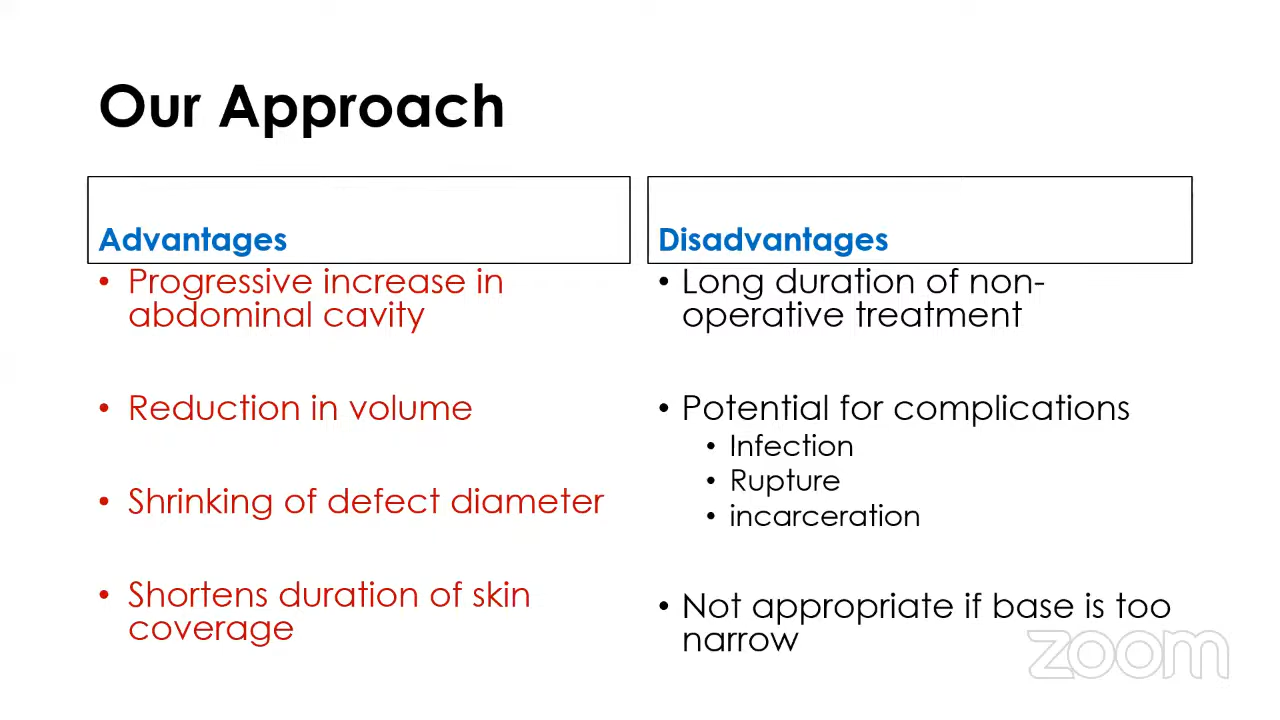 Our Approach
Advantages
• Progressive increase in
abdominal cavity
• Reduction in volume
• Shrinking of defect diameter
• Shortens duration of skin
coverage
Disadvantages
• Long duration of non-
operative treatment
• Potential for complications
• Infection
• Rupture
• incarceration
• Not appropriate if base is too
narrow
zoom